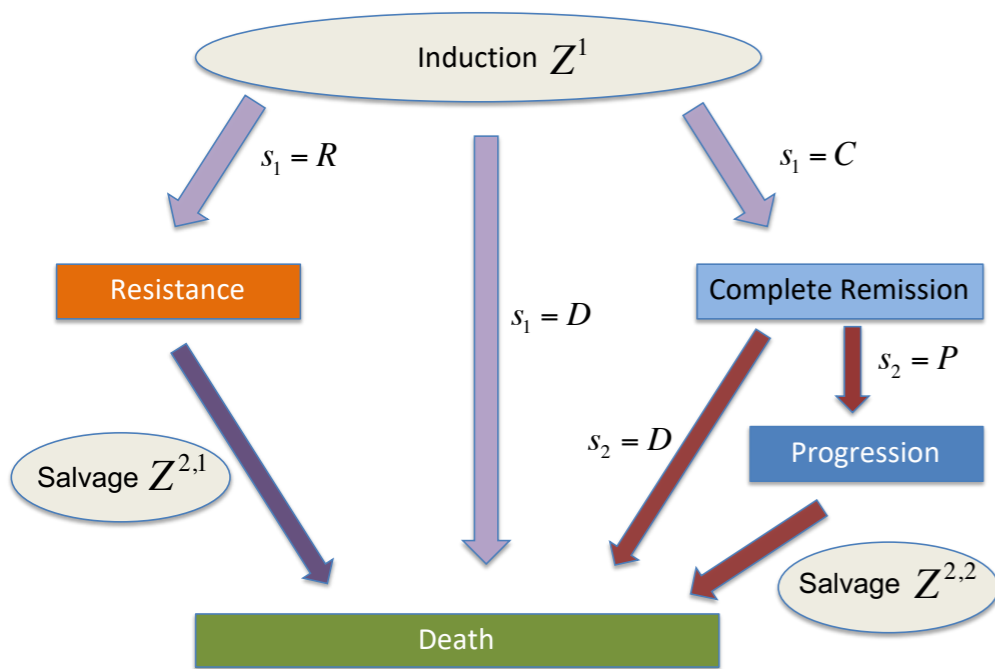 Induction Z^1
s_1 = R
s_1 = C
Resistance
Complete Remission
s_1 = D
s_2 = P
s_2 = D
Progression
Salvage Z^{2,1}
Salvage Z^{2,2}
Death